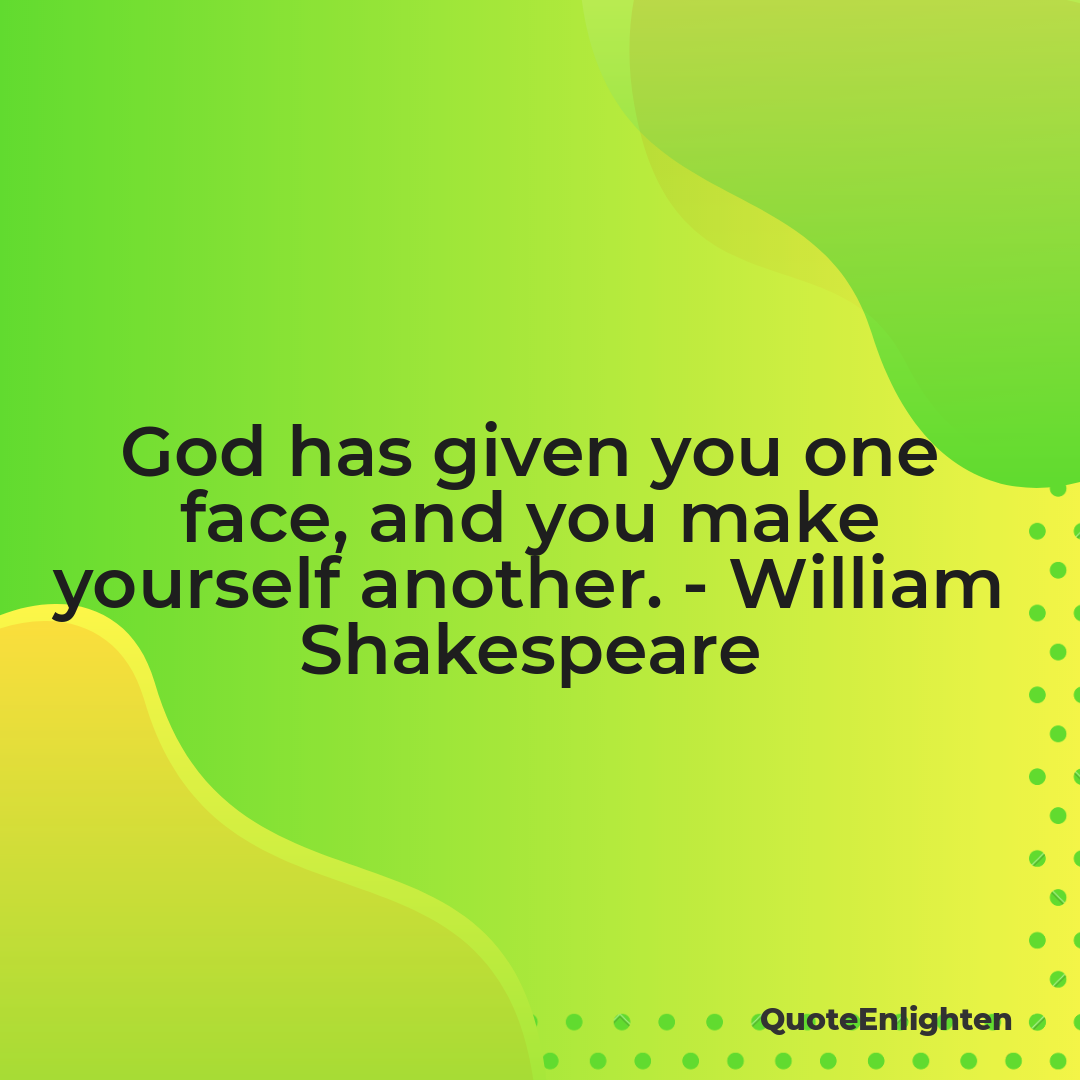 God has given you one
face, and you make
yourself another. - William
Shakespeare
QuoteEnlighten